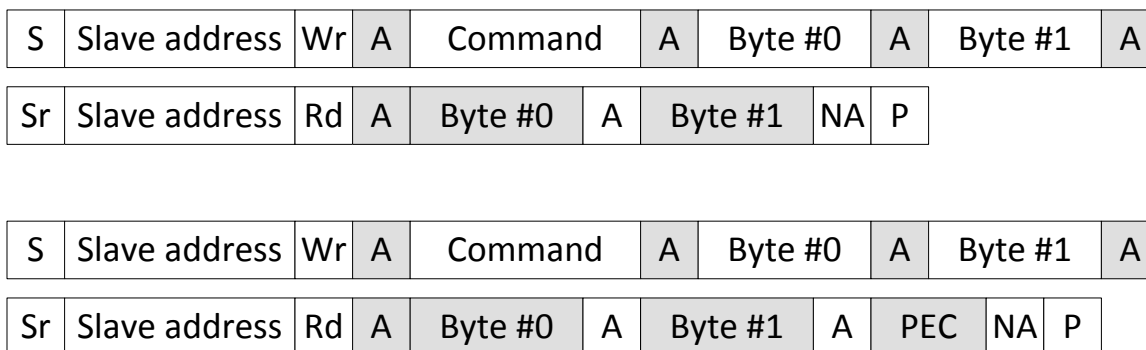 S Slave address Wr A Command A Byte #0 A Byte #1 A
Sr Slave address Rd A Byte #0 A Byte #1 NA P
S Slave address Wr A Command A Byte #0 A Byte #1 A
Sr Slave address Rd A Byte #0 A Byte #1 A PEC NA P